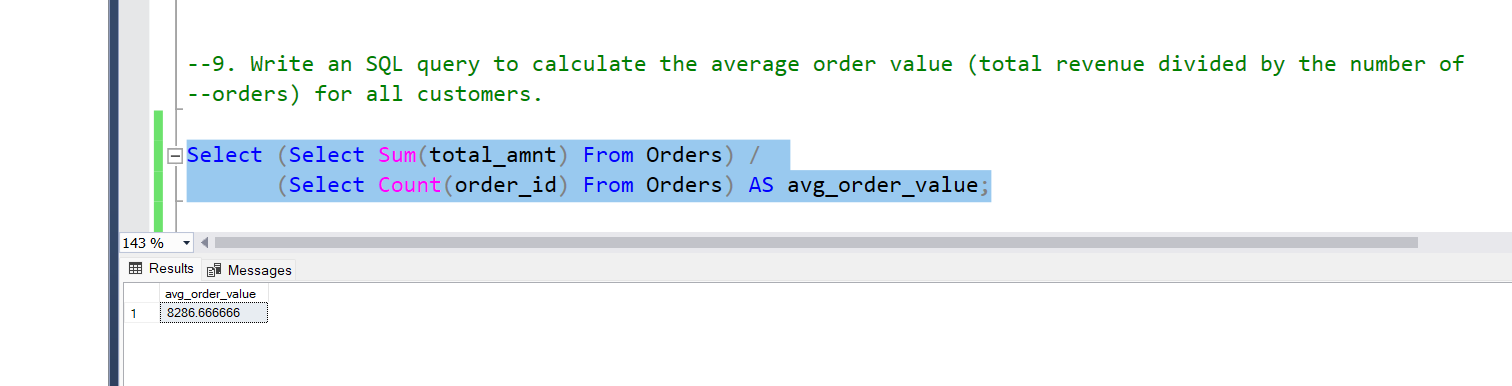 --9. Write an SQL query to calculate the average order value (total revenue divided by the number of
--orders) for all customers.
Select (Select Sum(total_amnt) From Orders) /
(Select Count(order_id) From Orders) AS avg_order_value;
143 %
Results Messages
avg_order_value
1 8286.666666